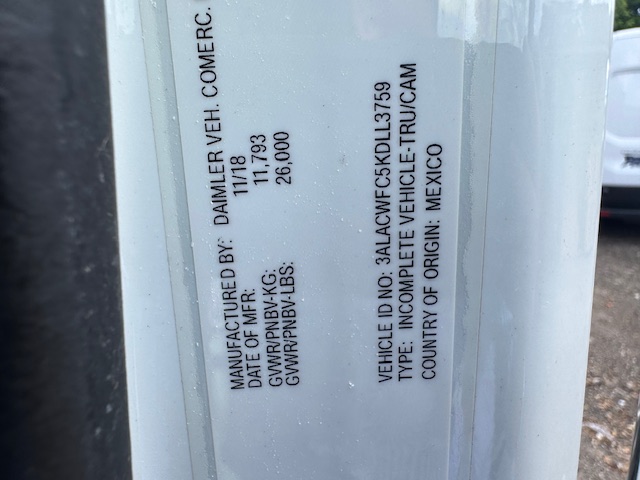 MANUFACTURED BY: DAIMLER VEH. COMERC.
DATE OF MFR: 11/18
GVWR/PNBV-KG: 11,793
GVWR/PNBV-LBS: 26,000
VEHICLE ID NO: 3ALACWFC5KDLL3759
TYPE: INCOMPLETE VEHICLE-TRU/CAM
COUNTRY OF ORIGIN: MEXICO